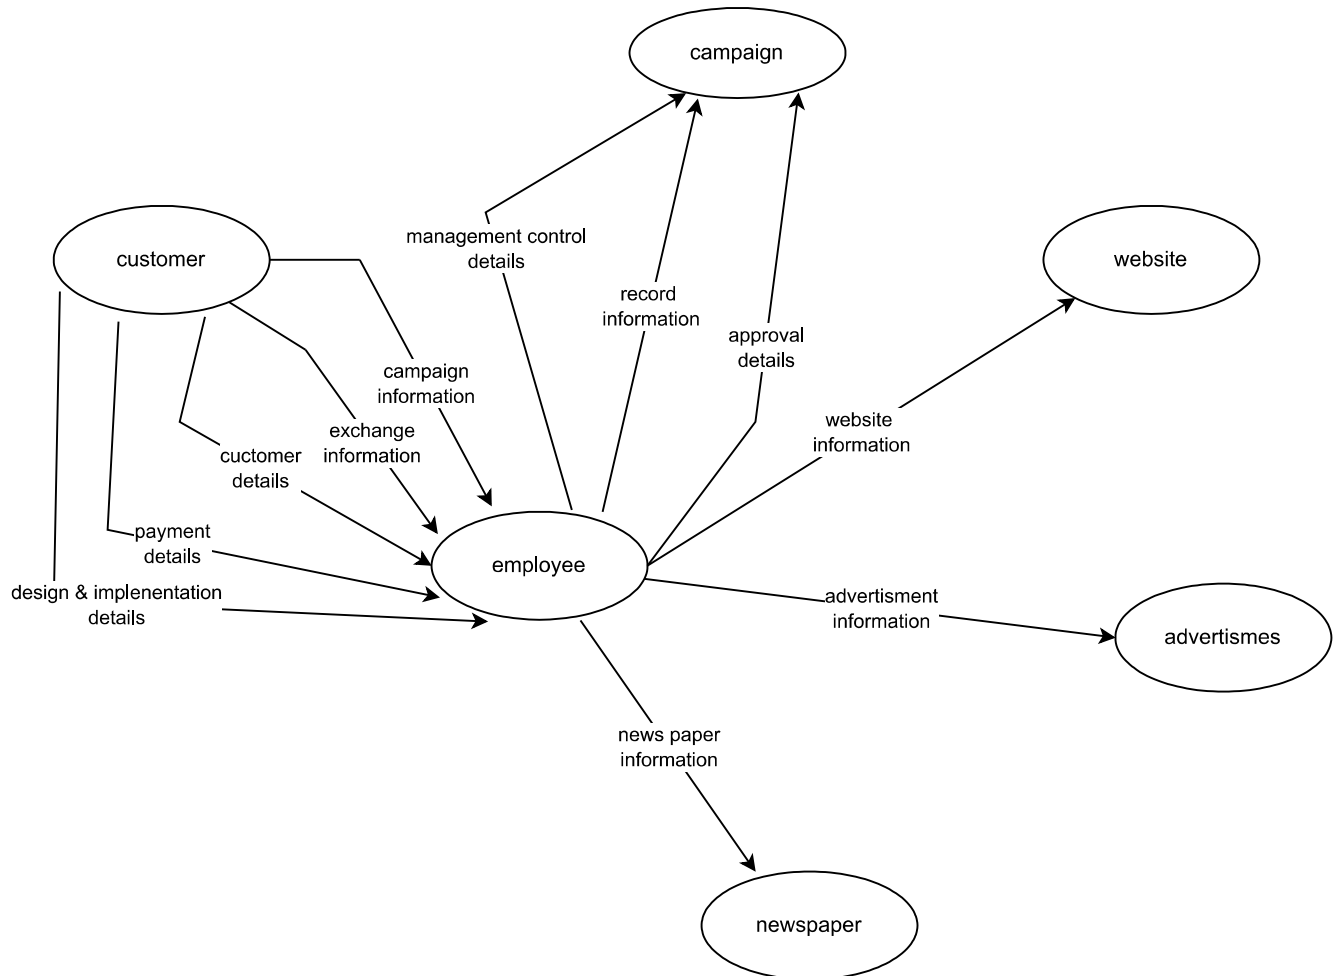 campaign
customer
management control
details
website
record
information
approval
details
campaign
information
exchange
information
website
information
cuctomer
details
payment
details
employee
design & implenentation
details
advertisment
information
advertismes
news paper
information
newspaper